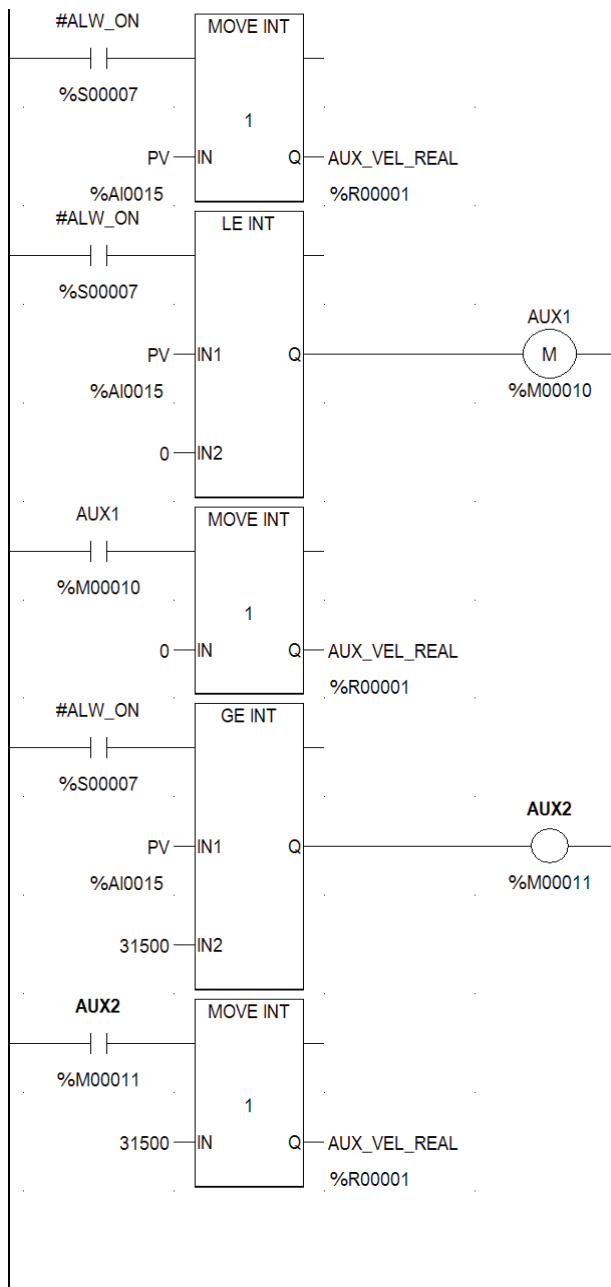 #ALW_ON
MOVE INT
%S00007
1
PV IN Q AUX_VEL_REAL
%AI0015 %R00001
#ALW_ON
LE INT
%S00007
AUX1
PV IN1 Q M
%AI0015 %M00010
0 IN2
AUX1
MOVE INT
%M00010
1
0 IN Q AUX_VEL_REAL
%R00001
#ALW_ON
GE INT
%S00007
AUX2
PV IN1 Q
%AI0015 %M00011
31500 IN2
AUX2
MOVE INT
%M00011
1
31500 IN Q AUX_VEL_REAL
%R00001